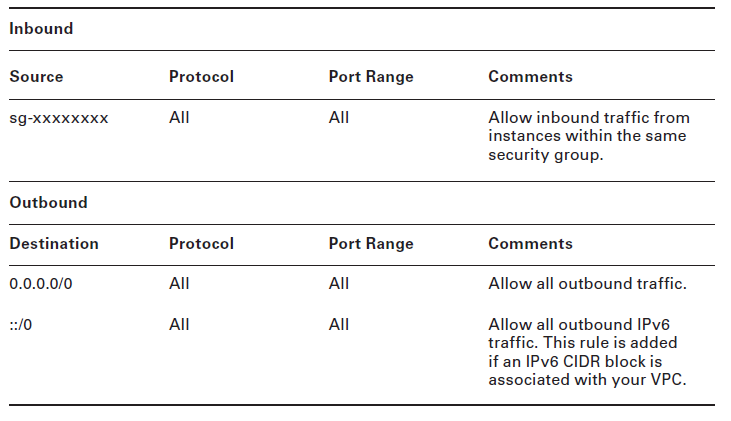 Inbound
Source Protocol Port Range Comments
sg-xxxxxxxx All All Allow inbound traffic from
instances within the same
security group.
Outbound
Destination Protocol Port Range Comments
0.0.0.0/0 All All Allow all outbound traffic.
::/0 All All Allow all outbound IPv6
traffic. This rule is added
if an IPv6 CIDR block is
associated with your VPC.